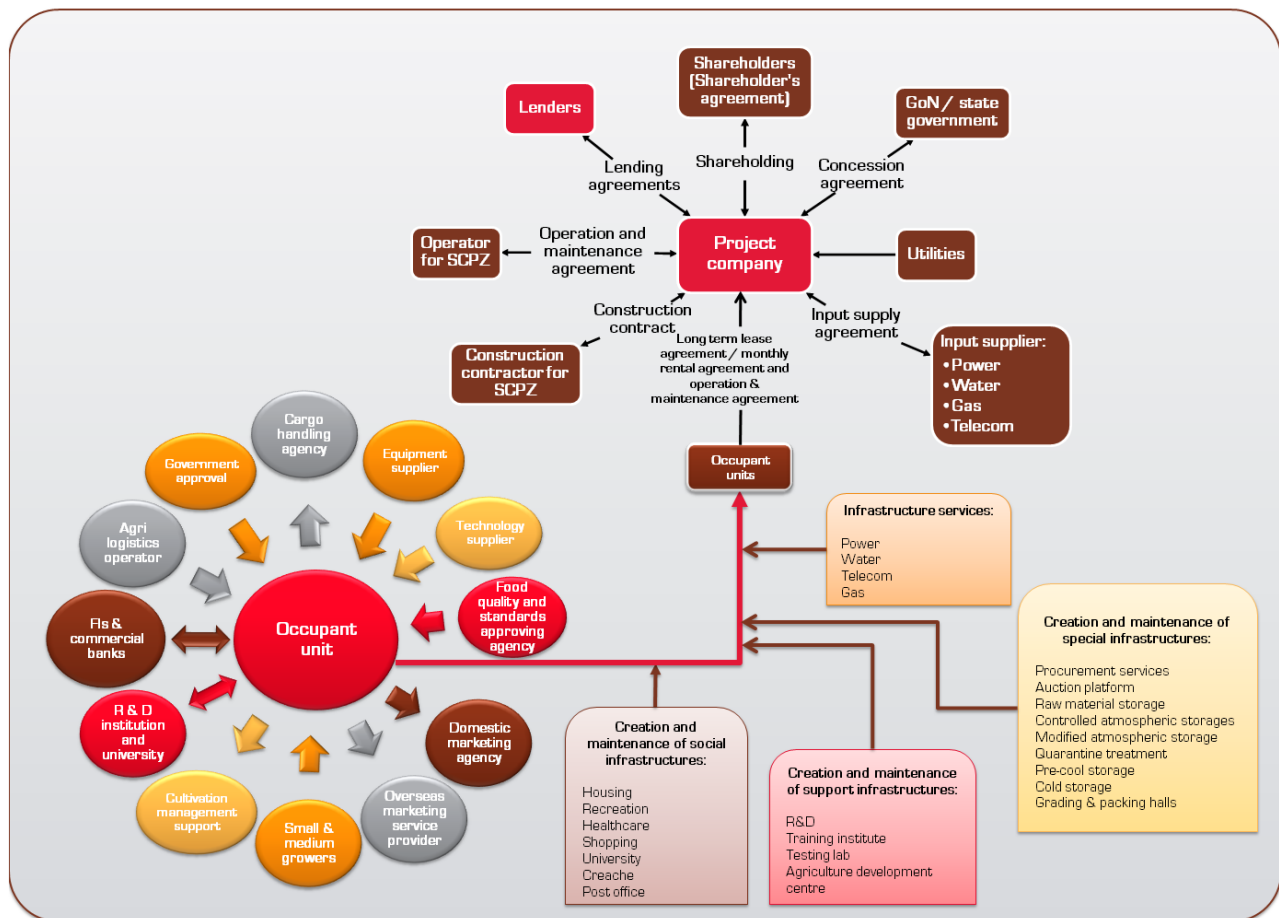 Shareholders
(Shareholder's
agreement)
Lenders
GoN / state
government
Lending
agreements
Shareholding
Concession
agreement
Operator
for SCPZ
Operation and
maintenance
agreement
Project
company
Utilities
Construction
contract
Input supply
agreement
Construction
contractor for
SCPZ
Long term lease
agreement / monthly
rental agreement and
operation &
maintenance agreement
Input supplier:
• Power
• Water
• Gas
• Telecom
Occupant
units
Cargo
handling
agency
Government
approval
Equipment
supplier
Agri
logistics
operator
Technology
supplier
FIs &
commercial
banks
Occupant
unit
Food
quality and
standards
approving
agency
R & D
institution
and
university
Domestic
marketing
agency
Cultivation
management
support
Small &
medium
growers
Overseas
marketing
service
provider
Infrastructure services:
Power
Water
Telecom
Gas
Creation and maintenance of
special infrastructures:
Procurement services
Auction platform
Raw material storage
Controlled atmospheric storages
Modified atmospheric storage
Quarantine treatment
Pre-cool storage
Cold storage
Grading & packing halls
Creation and
maintenance of social
infrastructures:
Housing
Recreation
Healthcare
Shopping
University
Creache
Post office
Creation and maintenance
of support infrastructures:
R&D
Training institute
Testing lab
Agriculture development
centre